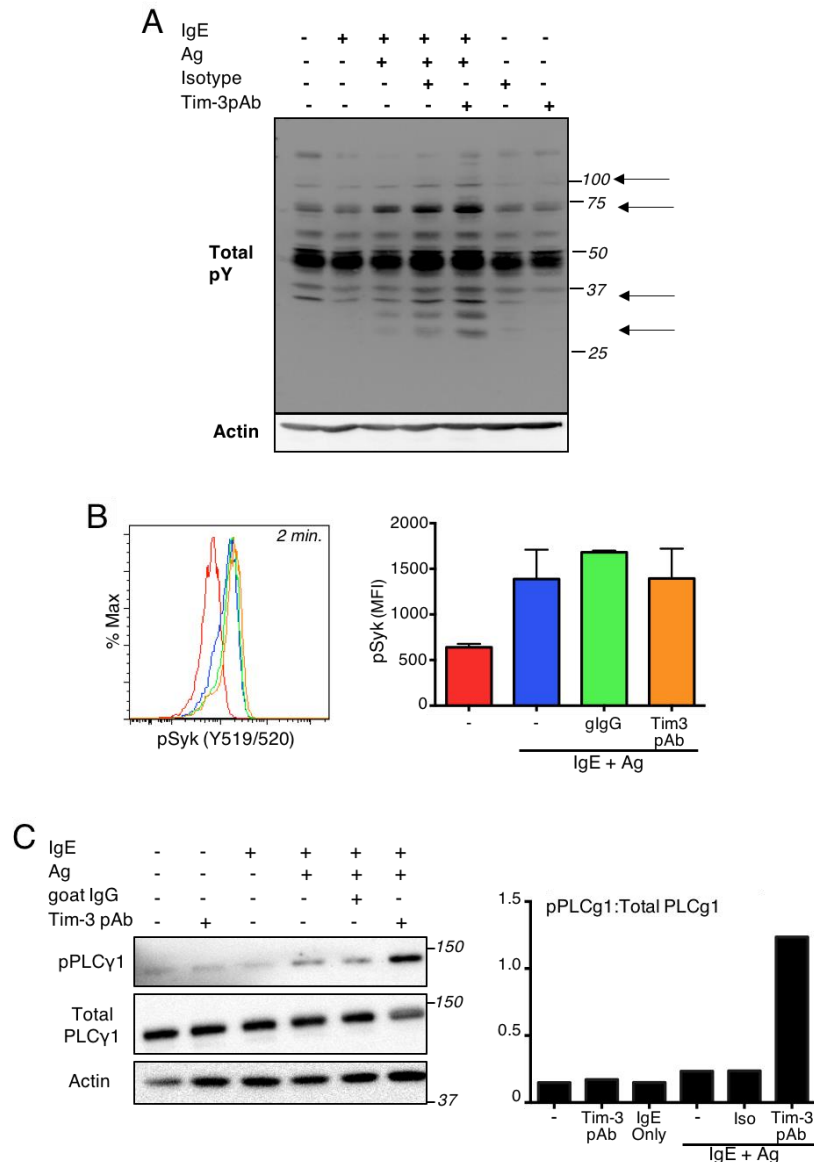 A
IgE - + + + + - -
Ag - - + + + - -
Isotype - - - + - + -
Tim-3pAb - - - - + - +
100
75
Total
pY
50
37
25
Actin
B
2 min.
% Max
pSyk (Y519/520)
pSyk (MFI)
2000
1500
1000
500
0
- - gIgG Tim3
pAb
IgE + Ag
C
IgE - - + + + +
Ag - - - + + +
goat IgG - - - - + -
Tim-3 pAb - + - - - +
pPLCγ1
150
Total
PLCγ1
150
Actin
37
pPLCg1:Total PLCg1
1.5
1.0
0.5
0
- Tim-3 IgE - Iso Tim-3
pAb Only pAb
IgE + Ag